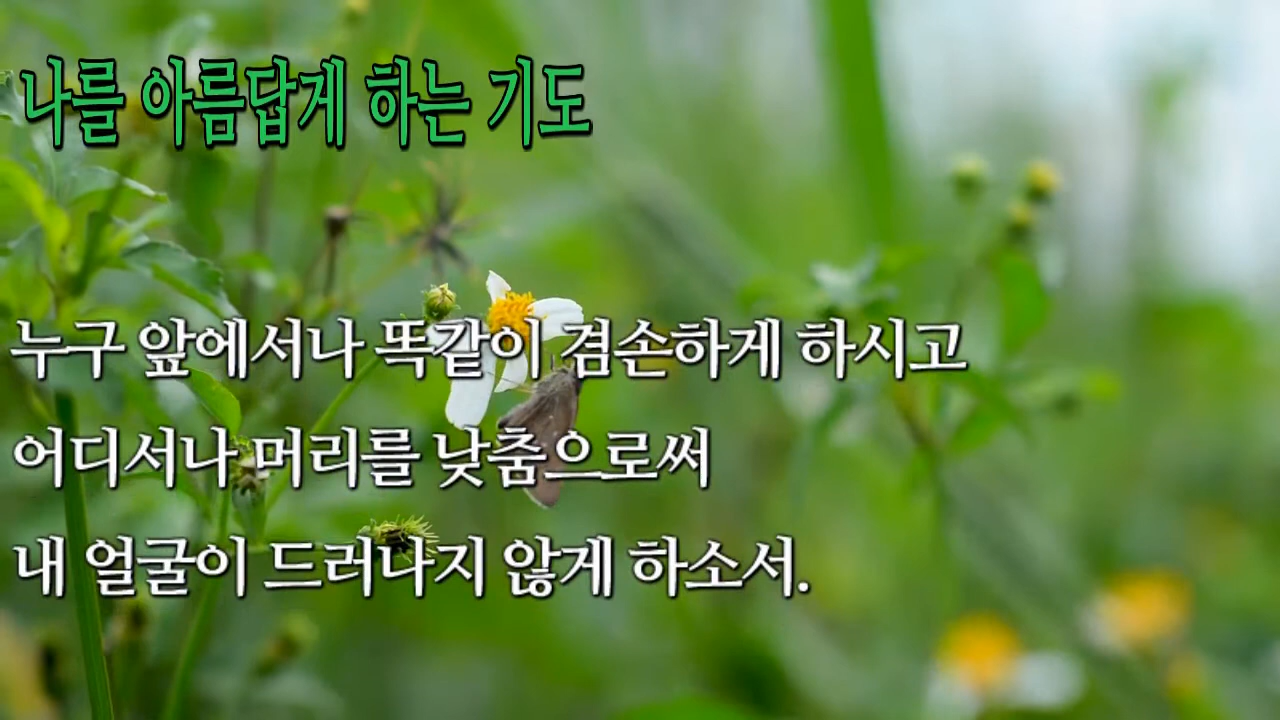 나를 아름답게 하는 기도
누구 앞에서나 똑같이 겸손하게 하시고
어디서나 머리를 낮춤으로써
내 얼굴이 드러나지 않게 하소서.